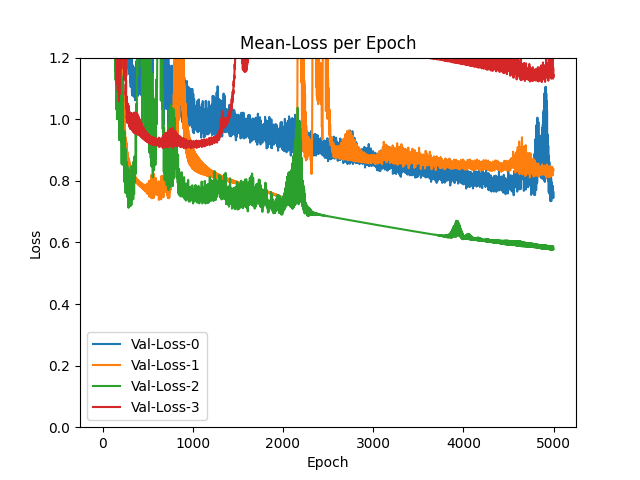 Mean-Loss per Epoch
Loss
1.2
1.0
0.8
0.6
0.4
0.2
0.0
Val-Loss-0
Val-Loss-1
Val-Loss-2
Val-Loss-3
0 1000 2000 3000 4000 5000
Epoch